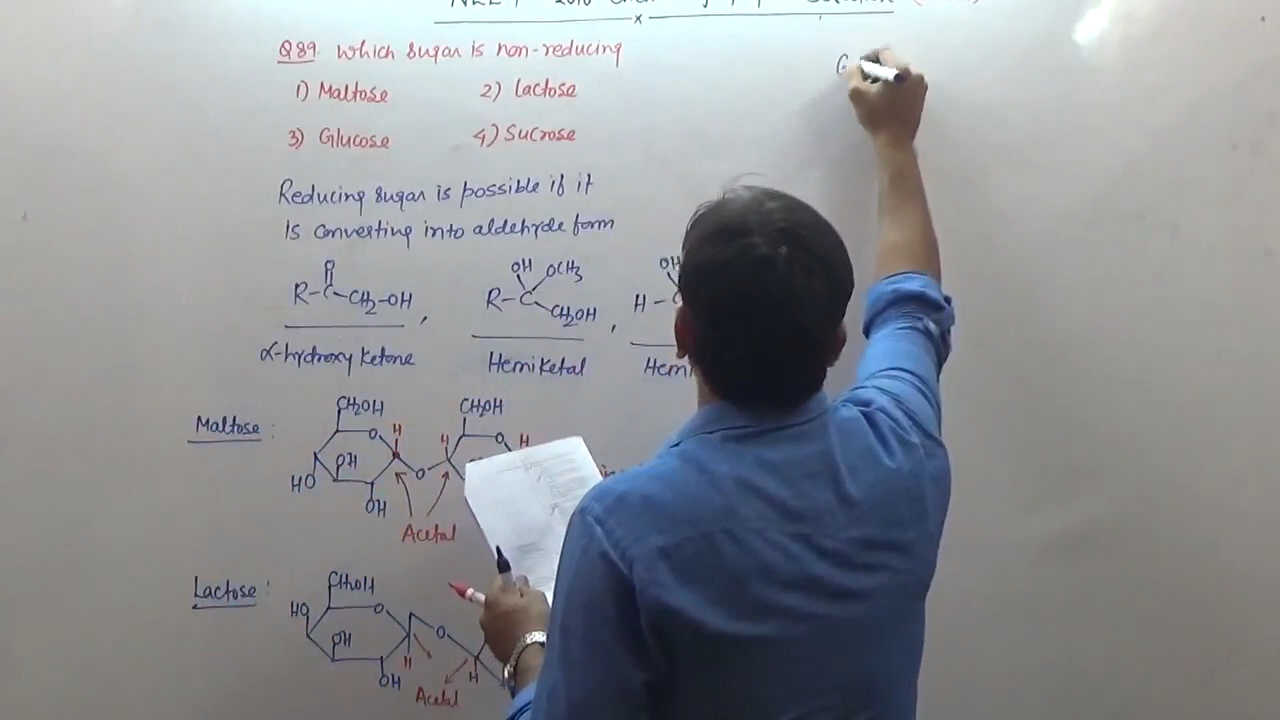 Q89. Which sugar is non-reducing
1) Maltose 2) Lactose
3) Glucose 4) Sucrose
Reducing sugar is possible if it
is converting into aldehyde form
O
R-C-CH2-OH ,
α-hydroxy ketone
OH OCH3
R-C
CH2OH ,
Hemiketal
OH
H -
Hemi
Maltose :
CH2OH CH2OH
O H H O H
HO OH O
OH
Acetal
Lactose :
CH2OH
HO O
OH O
H H
OH
Acetal